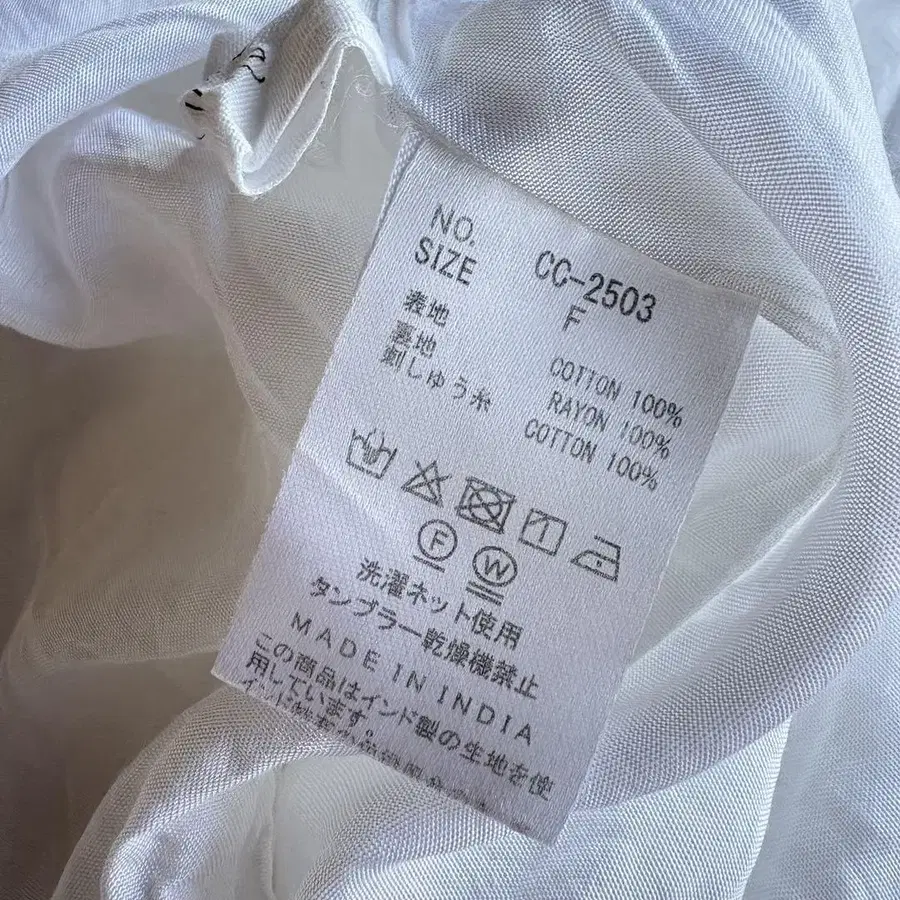 NO. CC-2503
SIZE F
表地 COTTON 100%
裏地 RAYON 100%
刺しゅう糸 COTTON 100%
F W
洗濯ネット使用
タンブラー乾燥機禁止
MADE IN INDIA
この商品はインド製の生地を使
用しています。